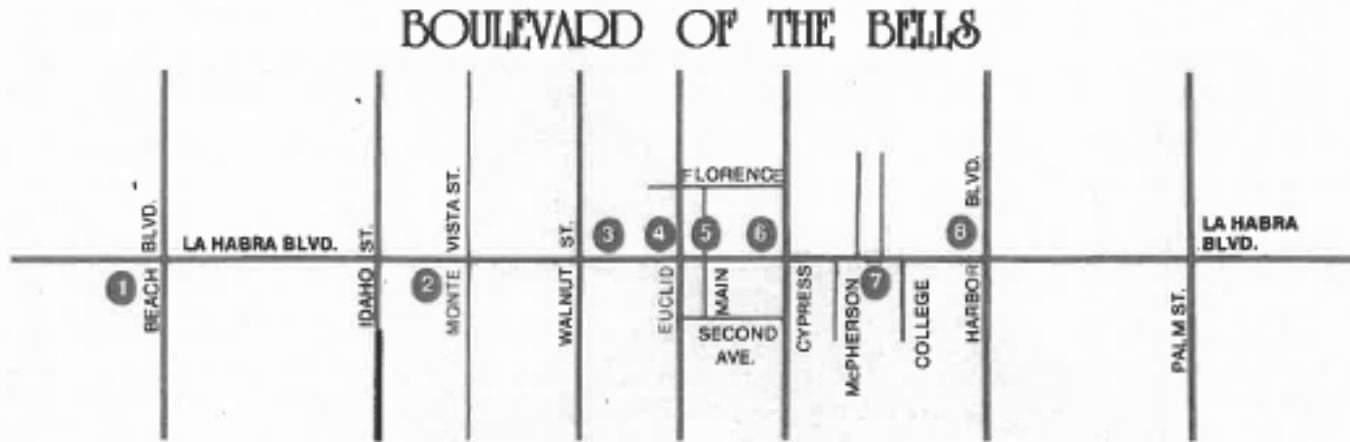 BOULEVARD OF THE BELLS
FLORENCE
BEACH BLVD.
LA HABRA BLVD.
IDAHO ST.
MONTE VISTA ST.
WALNUT ST.
EUCLID
MAIN
SECOND
AVE.
CYPRESS
McPHERSON
COLLEGE
HARBOR BLVD.
PALM ST.
LA HABRA
BLVD.
1
2
3
4
5
6
7
8